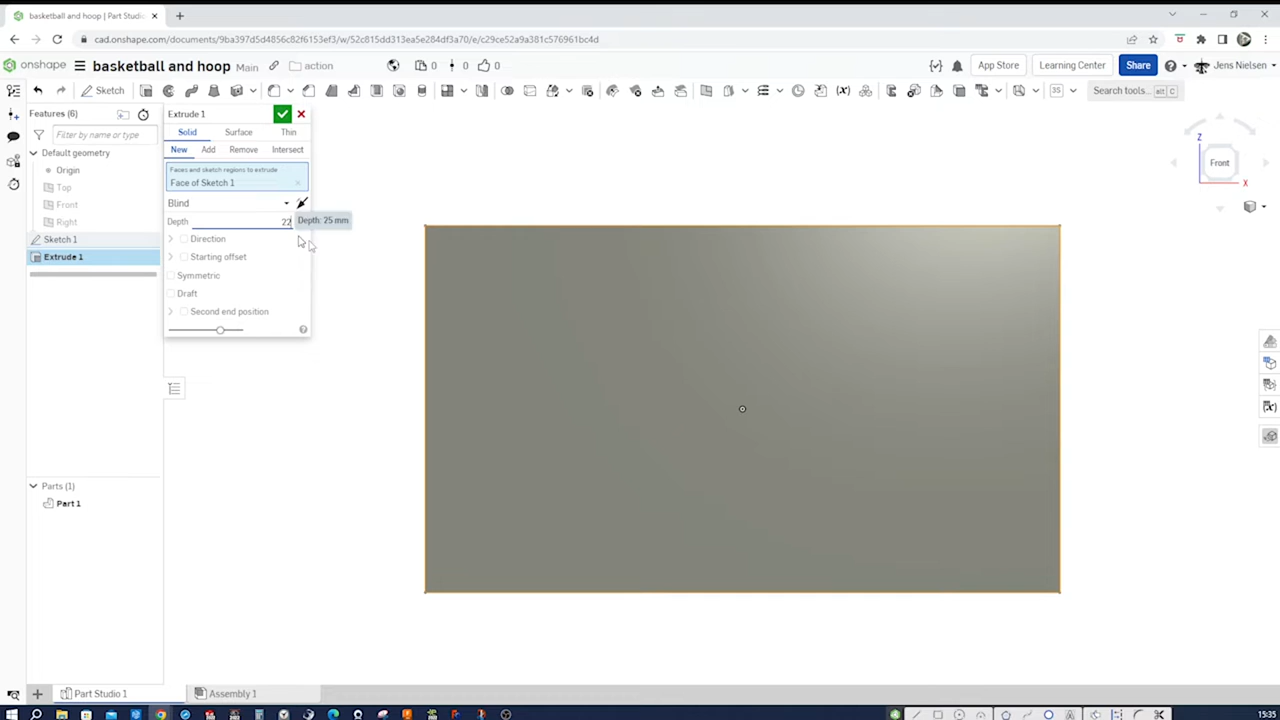 basketball and hoop | Part Studio
cad.onshape.com/documents/9ba397d5d4856c82f6153ef3/w/52c815dd313ea5e284df3a70/e/c29ce52a9a381c576961bc4d
onshape
basketball and hoop Main action 0 0 0 App Store Learning Center Share Jens Nielsen
Sketch 3S Search tools... alt C
Features (6)
Filter by name or type
Default geometry
Origin
Top
Front
Right
Sketch 1
Extrude 1
Extrude 1
Solid Surface Thin
New Add Remove Intersect
Faces and sketch regions to extrude
Face of Sketch 1
Blind
Depth 22
Depth: 25 mm
Direction
Starting offset
Symmetric
Draft
Second end position
Z
Front
X
Parts (1)
Part 1
Part Studio 1 Assembly 1
15:35